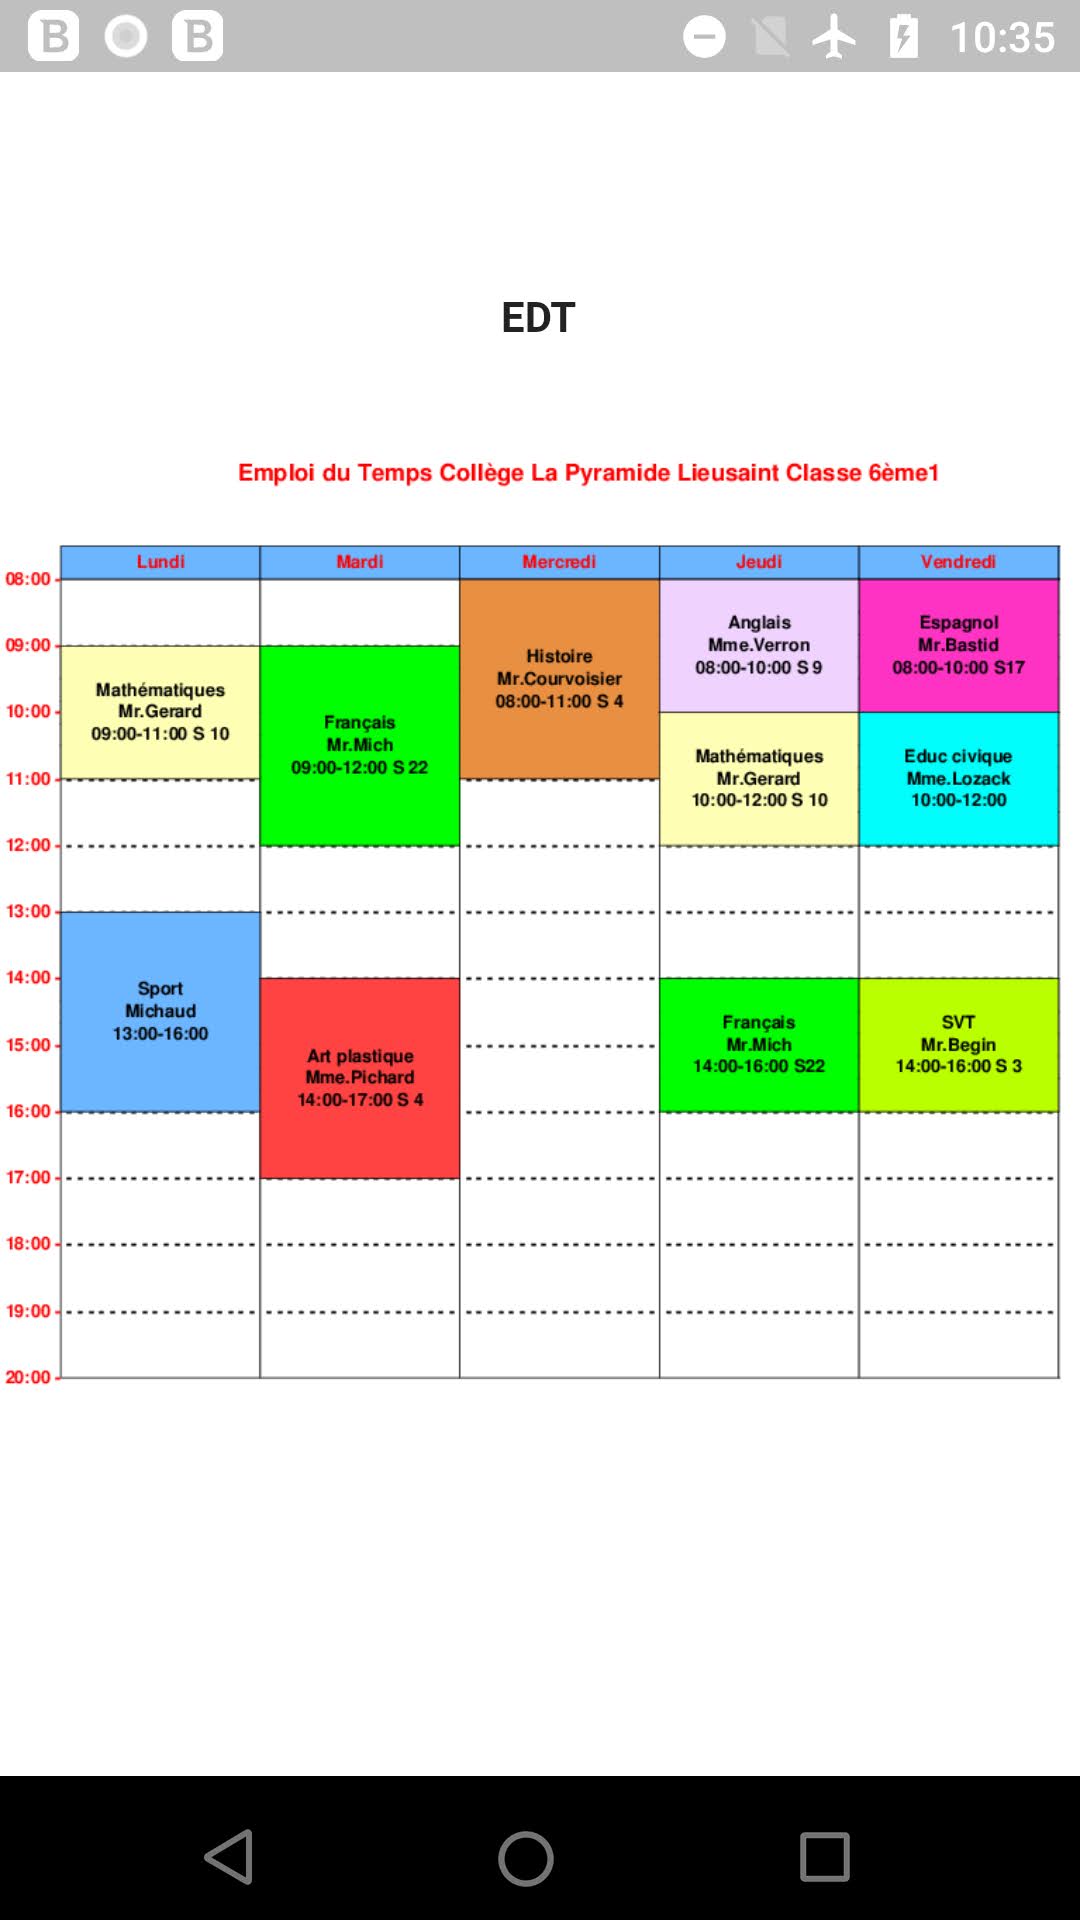 10:35
EDT
Emploi du Temps Collège La Pyramide Lieusaint Classe 6ème1
Lundi
Mardi
Mercredi
Jeudi
Vendredi
08:00
09:00
10:00
11:00
12:00
13:00
14:00
15:00
16:00
17:00
18:00
19:00
20:00
Mathématiques
Mr.Gerard
09:00-11:00 S 10
Sport
Michaud
13:00-16:00
Français
Mr.Mich
09:00-12:00 S 22
Art plastique
Mme.Pichard
14:00-17:00 S 4
Histoire
Mr.Courvoisier
08:00-11:00 S 4
Anglais
Mme.Verron
08:00-10:00 S 9
Mathématiques
Mr.Gerard
10:00-12:00 S 10
Français
Mr.Mich
14:00-16:00 S22
Espagnol
Mr.Bastid
08:00-10:00 S17
Educ civique
Mme.Lozack
10:00-12:00
SVT
Mr.Begin
14:00-16:00 S 3